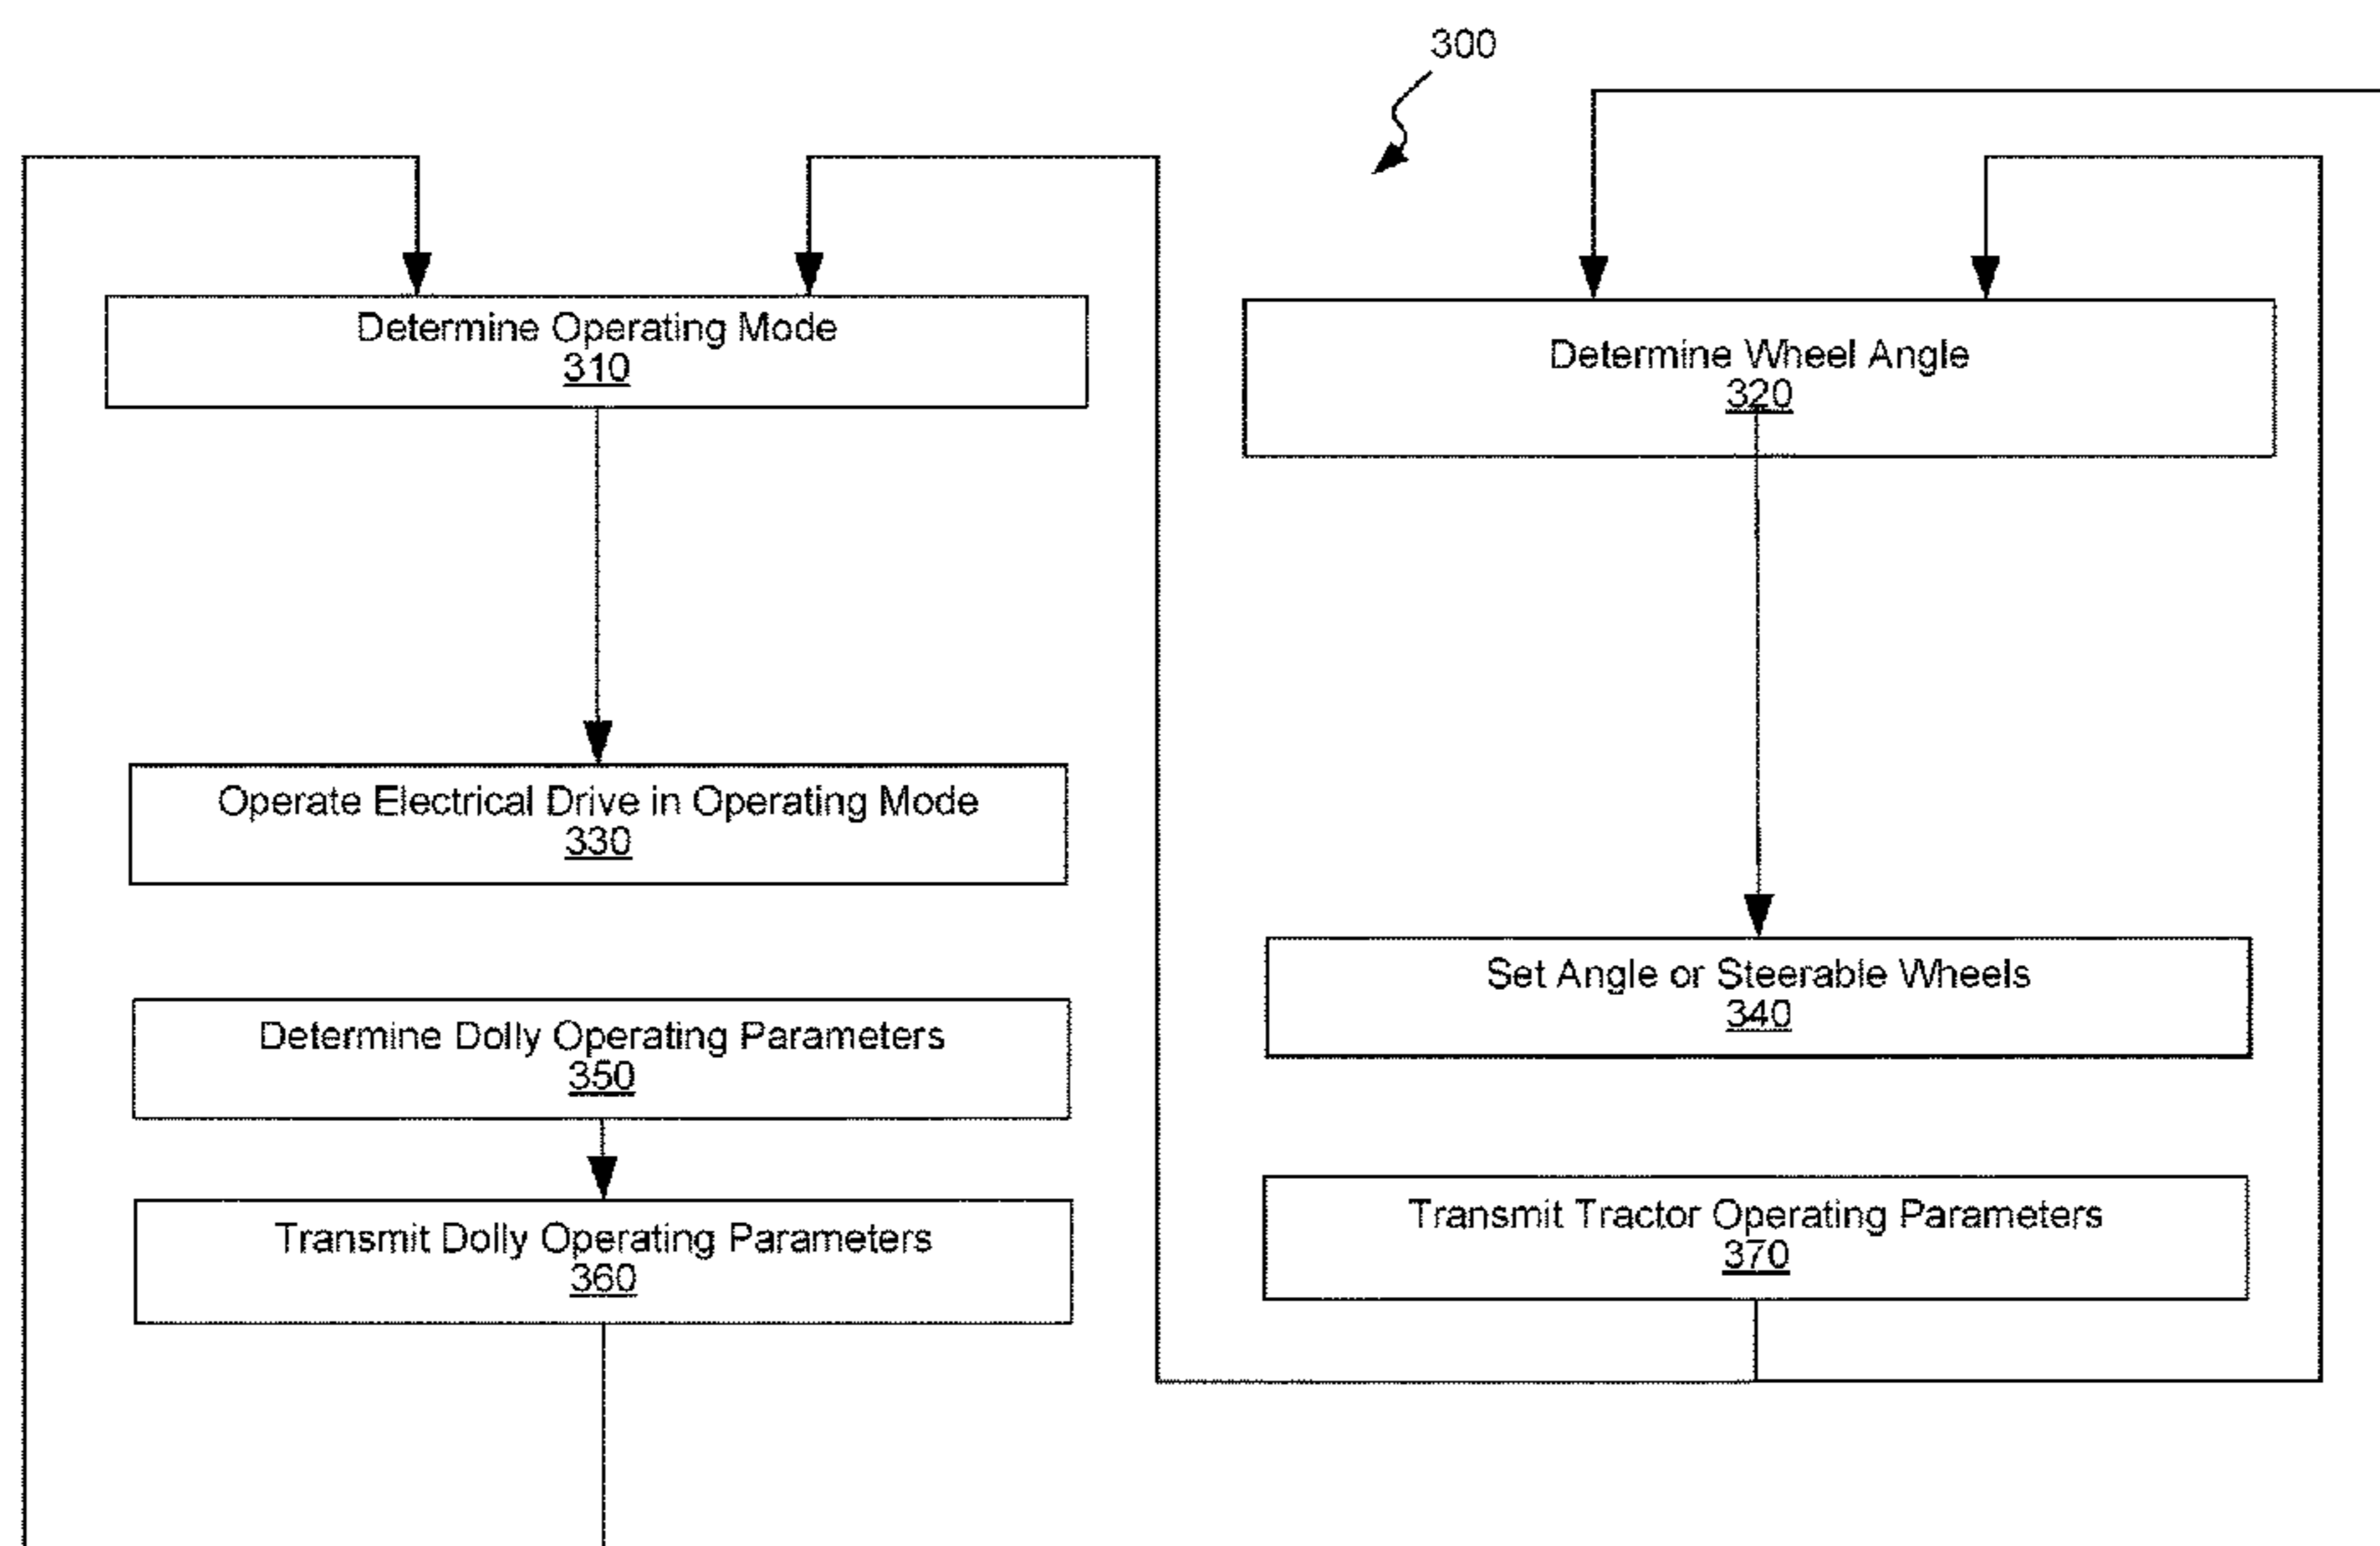 300
Determine Operating Mode
310
Determine Wheel Angle
320
Operate Electrical Drive in Operating Mode
330
Set Angle or Steerable Wheels
340
Determine Dolly Operating Parameters
350
Transmit Dolly Operating Parameters
360
Transmit Tractor Operating Parameters
370